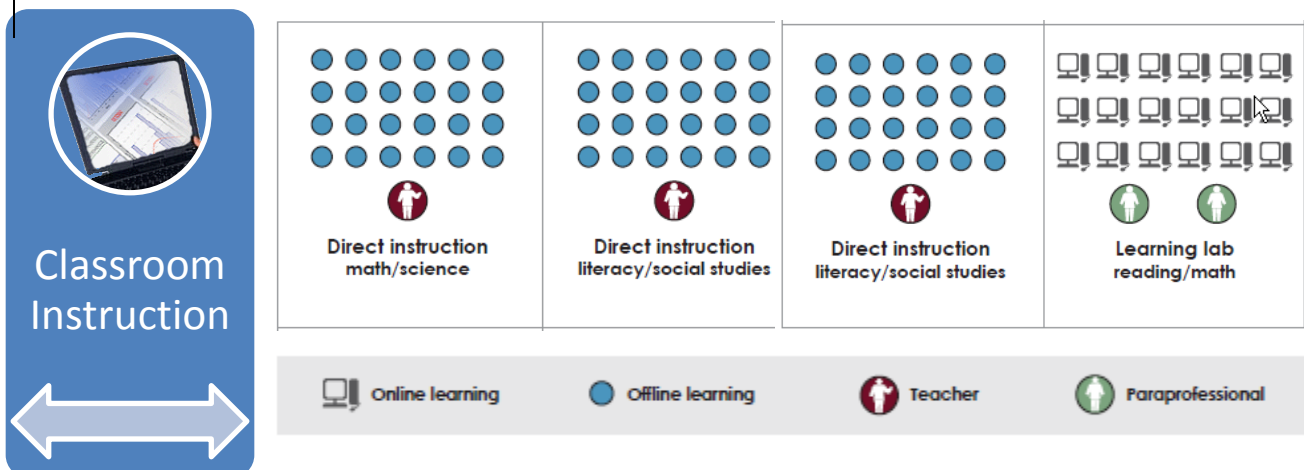 Classroom
Instruction
Direct instruction
math/science
Direct instruction
literacy/social studies
Direct instruction
literacy/social studies
Learning lab
reading/math
Online learning
Offline learning
Teacher
Paraprofessional